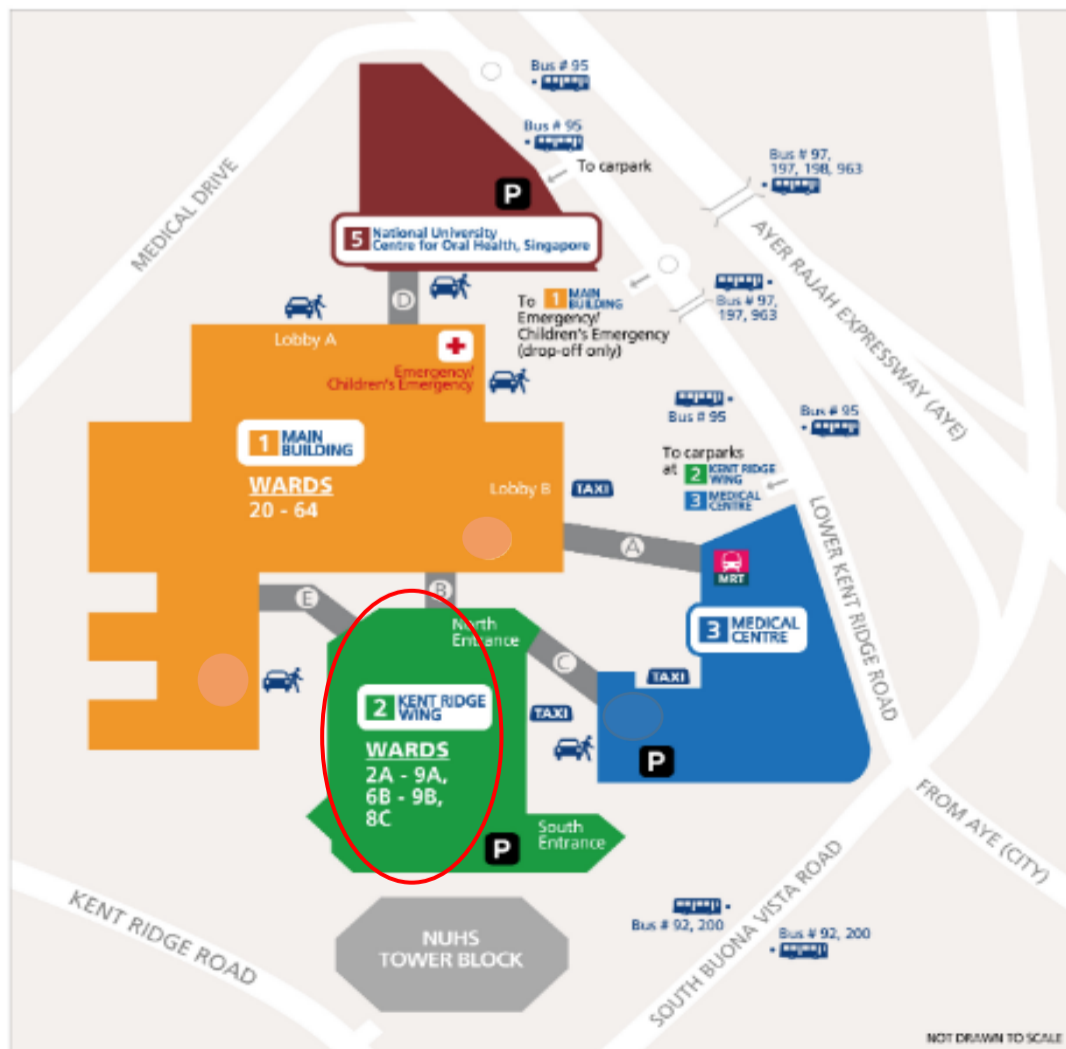 Bus # 95
Bus # 95
To carpark
P
Bus # 97,
197, 198, 963
MEDICAL DRIVE
5 National University
Centre for Oral Health, Singapore
AYER RAJAH EXPRESSWAY (AYE)
D
To 1 MAIN
BUILDING
Emergency/
Children's Emergency
(drop-off only)
Bus # 97,
197, 963
Lobby A
Emergency/
Children's Emergency
Bus # 95
Bus # 95
1 MAIN
BUILDING
WARDS
20 - 64
To carparks
at 2 KENT RIDGE
WING
3 MEDICAL
CENTRE
Lobby B
TAXI
LOWER KENT RIDGE ROAD
A
MRT
B
E
North
Entrance
3 MEDICAL
CENTRE
C
TAXI
2 KENT RIDGE
WING
TAXI
WARDS
2A - 9A,
6B - 9B,
8C
P
South
Entrance
P
FROM AYE (CITY)
SOUTH BUONA VISTA ROAD
KENT RIDGE ROAD
NUHS
TOWER BLOCK
Bus # 92, 200
Bus # 92, 200
NOT DRAWN TO SCALE